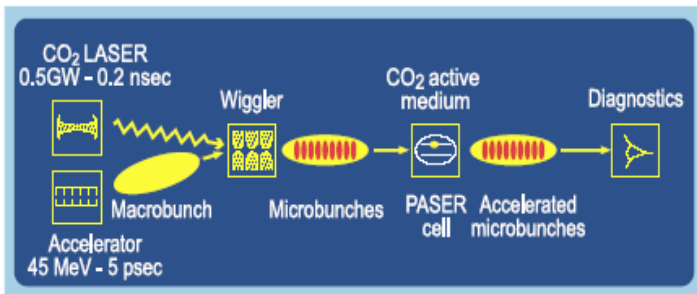 CO₂ LASER
0.5GW - 0.2 nsec
Wiggler
CO₂ active
medium
Diagnostics
Macrobunch
Microbunches
PASER
cell
Accelerated
microbunches
Accelerator
45 MeV - 5 psec